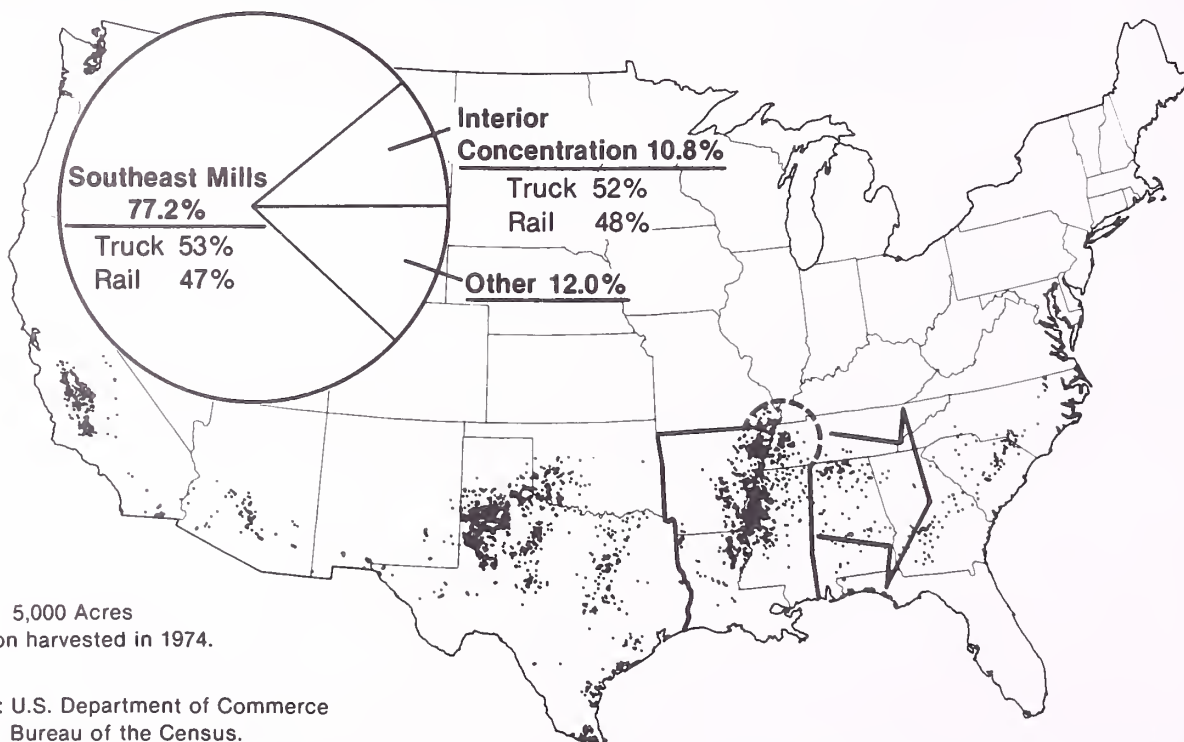 Southeast Mills
77.2%
Truck 53%
Rail 47%
Interior
Concentration 10.8%
Truck 52%
Rail 48%
Other 12.0%
5,000 Acres
harvested in 1974.
U.S. Department of Commerce
Bureau of the Census.